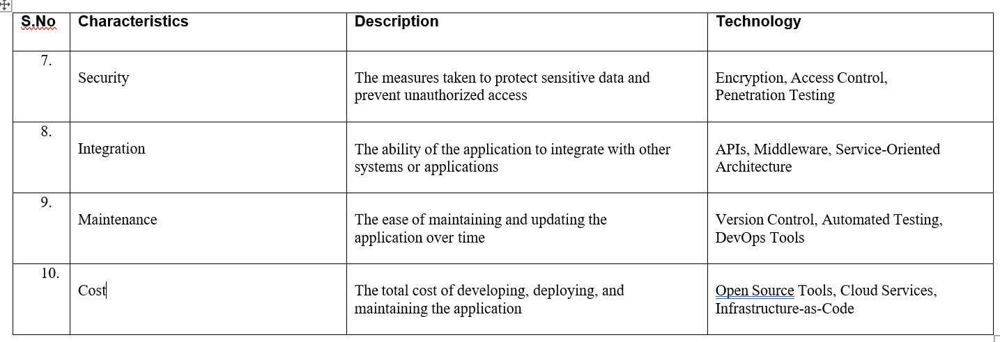 S.No Characteristics Description Technology
7.
Security The measures taken to protect sensitive data and Encryption, Access Control,
prevent unauthorized access Penetration Testing
8.
Integration The ability of the application to integrate with other APIs, Middleware, Service-Oriented
systems or applications Architecture
9.
Maintenance The ease of maintaining and updating the Version Control, Automated Testing,
application over time DevOps Tools
10.
Cost The total cost of developing, deploying, and Open Source Tools, Cloud Services,
maintaining the application Infrastructure-as-Code